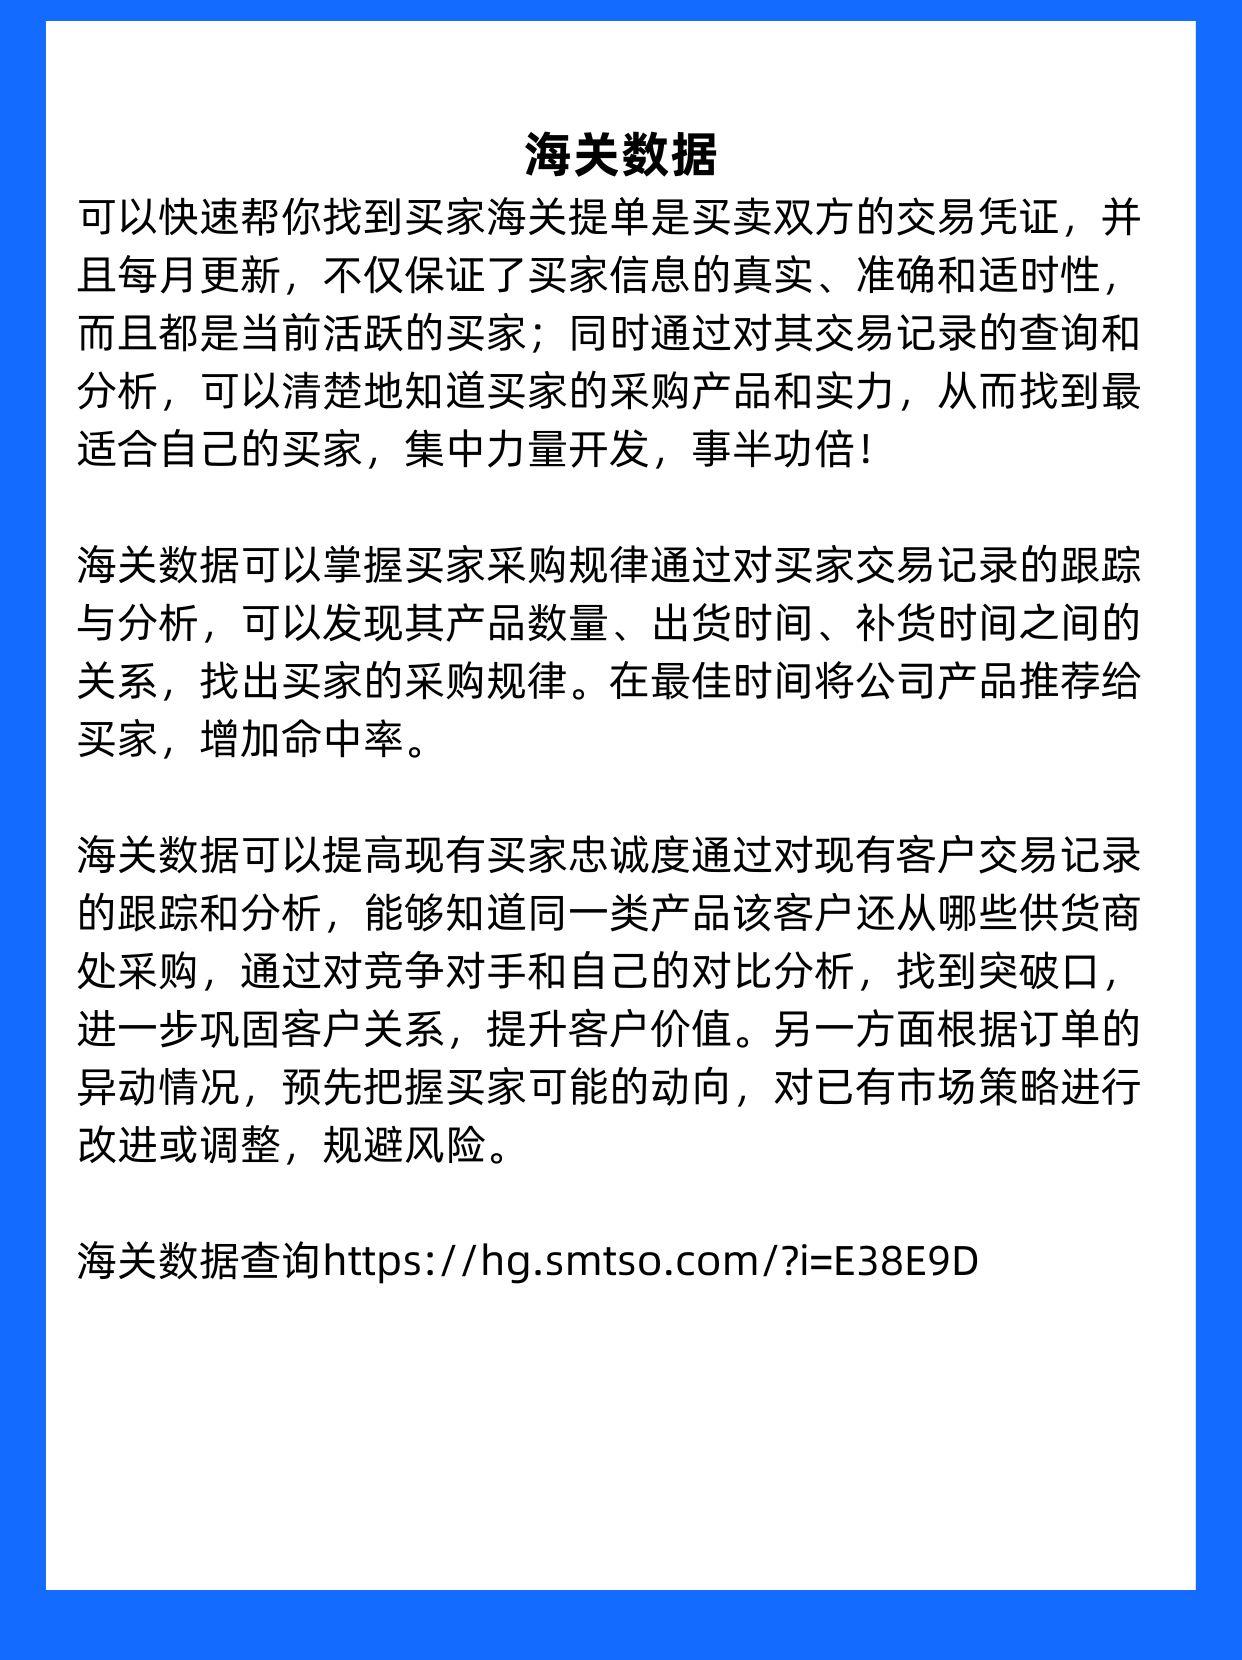 海关数据
可以快速帮你找到买家海关提单是买卖双方的交易凭证，并
且每月更新，不仅保证了买家信息的真实、准确和适时性，
而且都是当前活跃的买家；同时通过对其交易记录的查询和
分析，可以清楚地知道买家的采购产品和实力，从而找到最
适合自己的买家，集中力量开发，事半功倍！
海关数据可以掌握买家采购规律通过对买家交易记录的跟踪
与分析，可以发现其产品数量、出货时间、补货时间之间的
关系，找出买家的采购规律。在最佳时间将公司产品推荐给
买家，增加命中率。
海关数据可以提高现有买家忠诚度通过对现有客户交易记录
的跟踪和分析，能够知道同一类产品该客户还从哪些供货商
处采购，通过对竞争对手和自己的对比分析，找到突破口，
进一步巩固客户关系，提升客户价值。另一方面根据订单的
异动情况，预先把握买家可能的动向，对已有市场策略进行
改进或调整，规避风险。
海关数据查询https://hg.smtso.com/?i=E38E9D